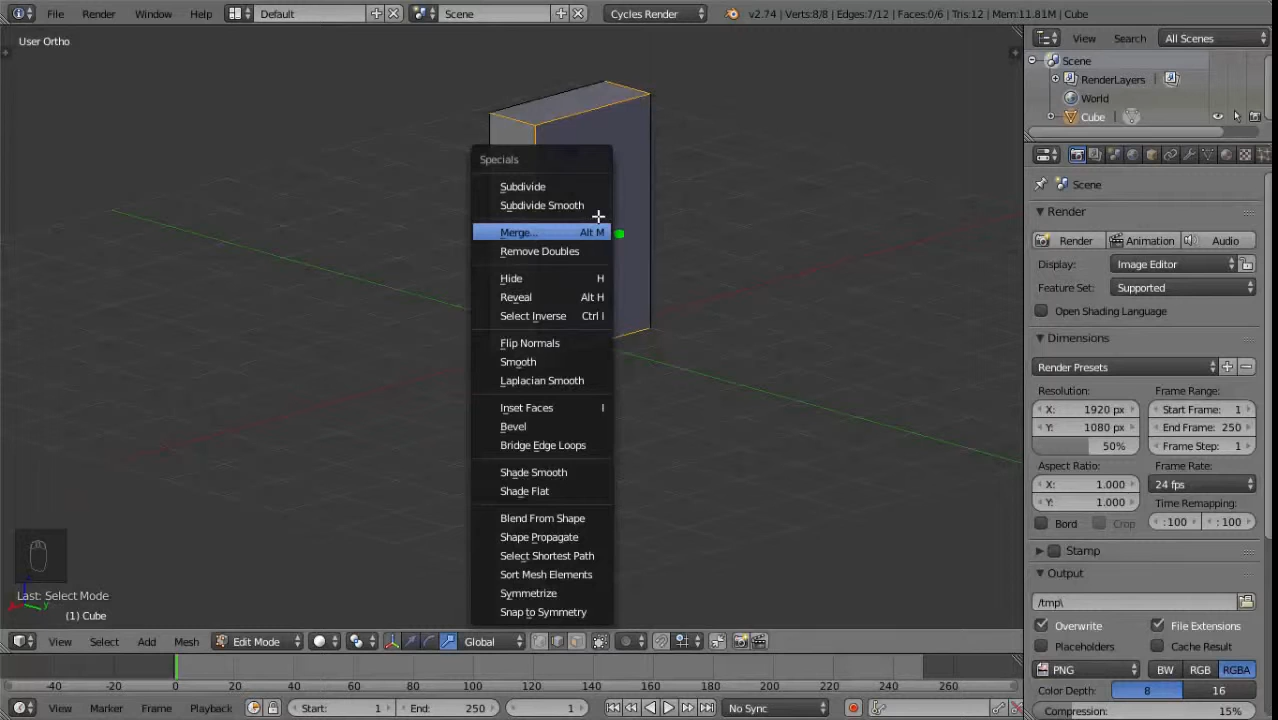 File Render Window Help Default Scene Cycles Render v2.74 | Verts:8/8 | Edges:7/12 | Faces:0/6 | Tris:12 | Mem:11.81M | Cube
User Ortho
Specials
Subdivide
Subdivide Smooth
Merge... Alt M
Remove Doubles
Hide H
Reveal Alt H
Select Inverse Ctrl I
Flip Normals
Smooth
Laplacian Smooth
Inset Faces I
Bevel
Bridge Edge Loops
Shade Smooth
Shade Flat
Blend From Shape
Shape Propagate
Select Shortest Path
Sort Mesh Elements
Symmetrize
Snap to Symmetry
Last: Select Mode
(1) Cube
View Select Add Mesh Edit Mode Global
-40 -20 0 20 40 60 80 100 120 140 160 180 200 220 240 260
View Marker Frame Playback Start: 1 End: 250 1 No Sync
View Search All Scenes
Scene
RenderLayers
World
Cube
Scene
Render
Render Animation Audio
Display: Image Editor
Feature Set: Supported
Open Shading Language
Dimensions
Render Presets
Resolution: Frame Range:
X: 1920 px Start Frame: 1
Y: 1080 px End Frame: 250
50% Frame Step: 1
Aspect Ratio: Frame Rate:
X: 1.000 24 fps
Y: 1.000 Time Remapping:
Bord Crop : 100 : 100
Stamp
Output
/tmp\
Overwrite File Extensions
Placeholders Cache Result
PNG BW RGB RGBA
Color Depth: 8 16
Compression: 15%